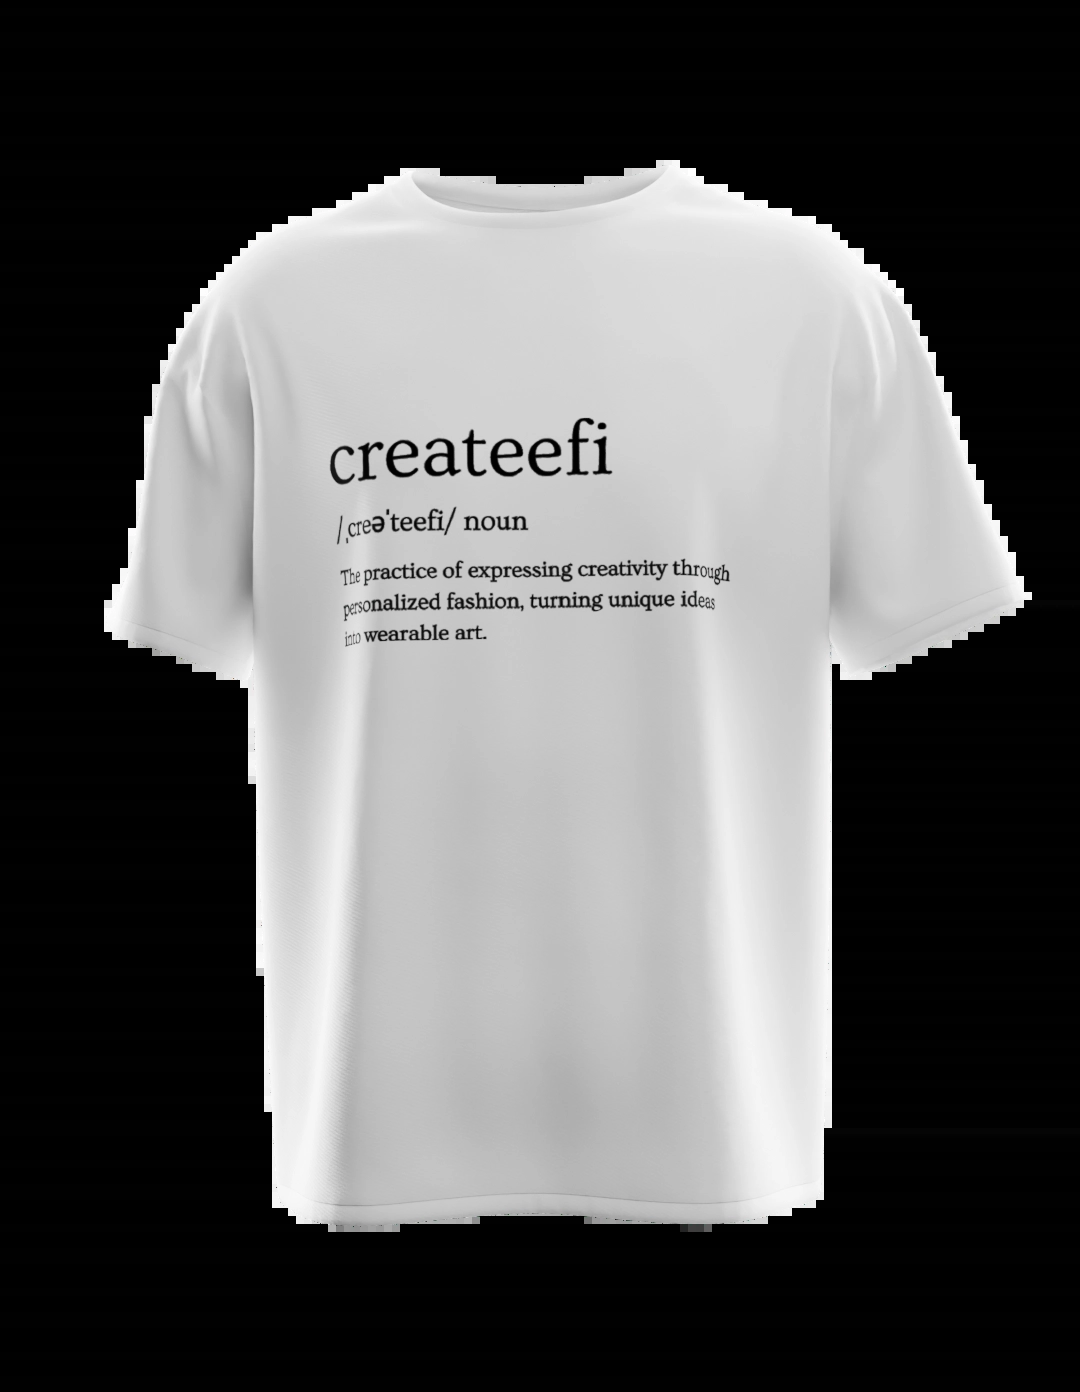 createefi
/ˌcreəˈteefi/ noun
The practice of expressing creativity through
personalized fashion, turning unique ideas
into wearable art.